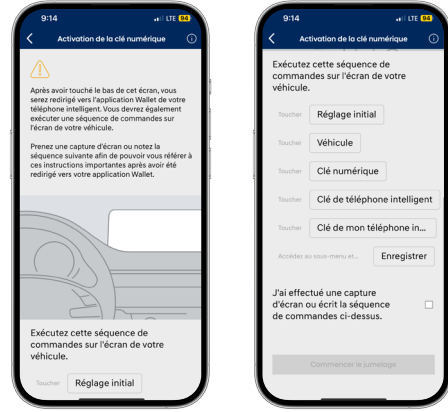 9:14
LTE 94
Activation de la clé numérique
Après avoir touché le bas de cet écran, vous
serez redirigé vers l'application Wallet de votre
téléphone intelligent. Vous devrez également
exécuter une séquence de commandes sur
l'écran de votre véhicule.
Prenez une capture d'écran ou notez la
séquence suivante afin de pouvoir vous référer à
ces instructions importantes après avoir été
redirigé vers votre application Wallet.
Exécutez cette séquence de
commandes sur l'écran de votre
véhicule.
Toucher Réglage initial
9:14
LTE 94
Activation de la clé numérique
Exécutez cette séquence de
commandes sur l'écran de votre
véhicule.
Toucher Réglage initial
Toucher Véhicule
Toucher Clé numérique
Toucher Clé de téléphone intelligent
Toucher Clé de mon téléphone in...
Accédez au sous-menu et... Enregistrer
J'ai effectué une capture
d'écran ou écrit la séquence
de commandes ci-dessus.
Commencer le jumelage